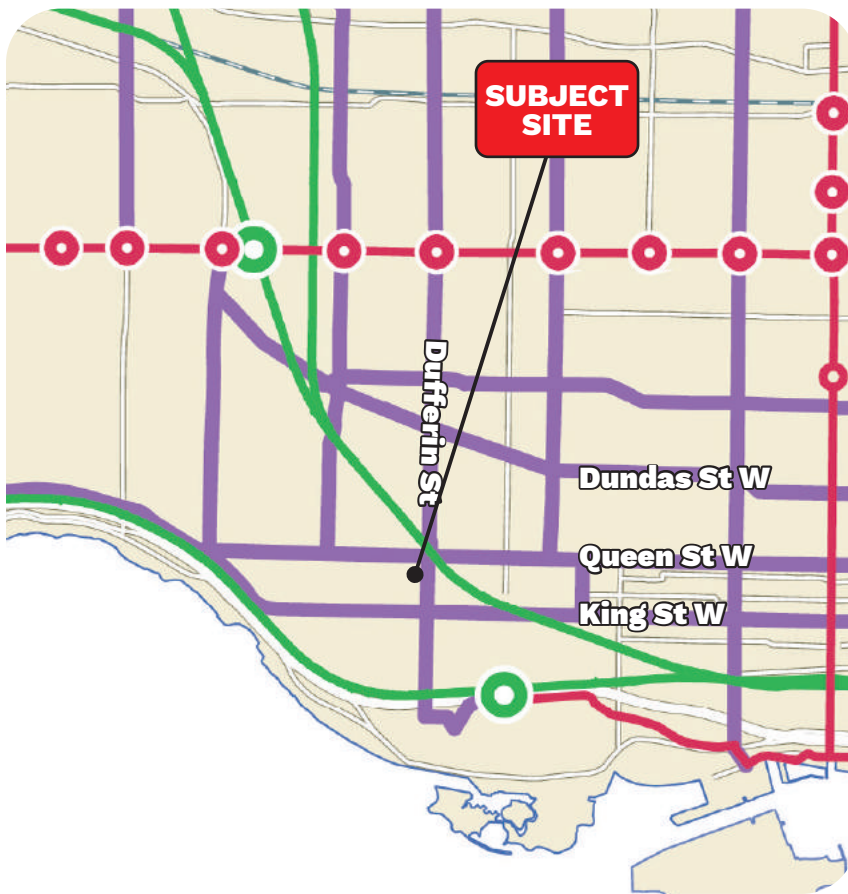 SUBJECT
SITE
Dufferin St
Dundas St W
Queen St W
King St W